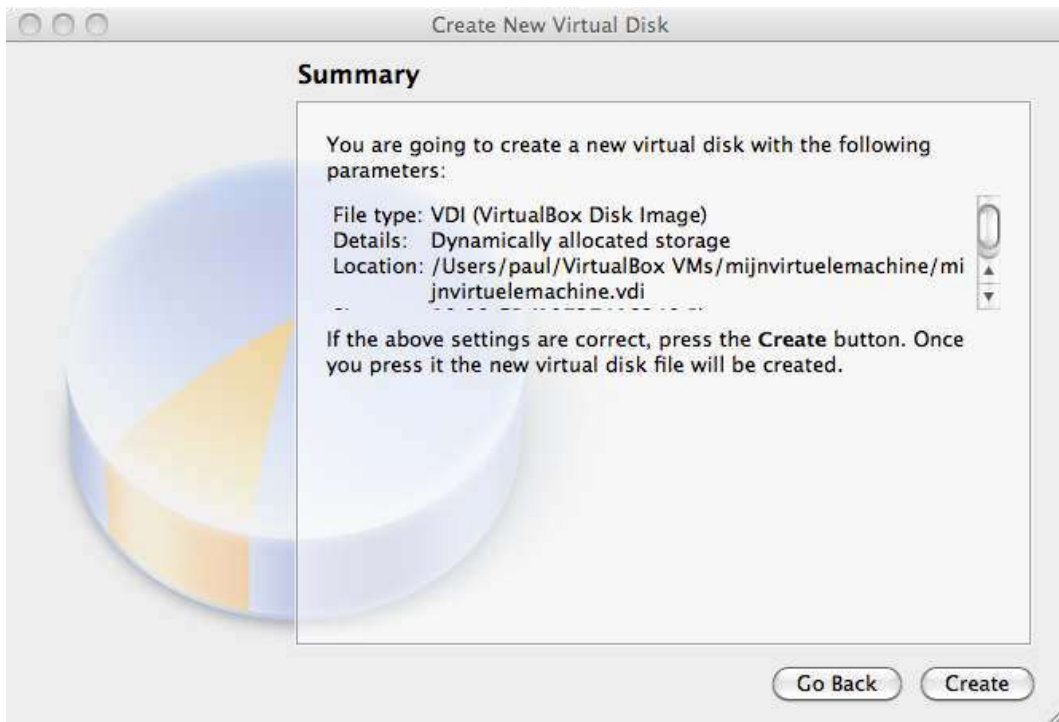 Create New Virtual Disk
Summary
You are going to create a new virtual disk with the following
parameters:
File type: VDI (VirtualBox Disk Image)
Details: Dynamically allocated storage
Location: /Users/paul/VirtualBox VMs/mijnvirtuelemachine/mi
jnvirtuelemachine.vdi
If the above settings are correct, press the Create button. Once
you press it the new virtual disk file will be created.
Go Back
Create